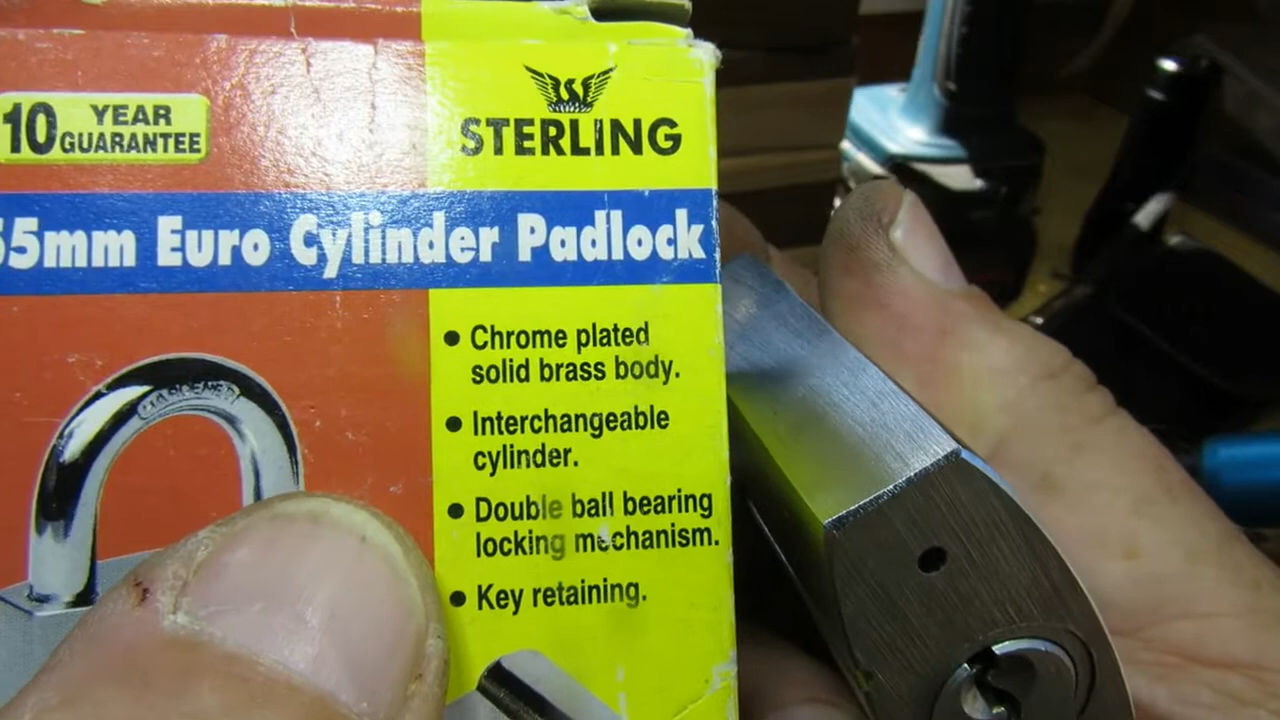 10 YEAR
GUARANTEE
STERLING
55mm Euro Cylinder Padlock
HARDENED
• Chrome plated
solid brass body.
• Interchangeable
cylinder.
• Double ball bearing
locking mechanism.
• Key retaining.